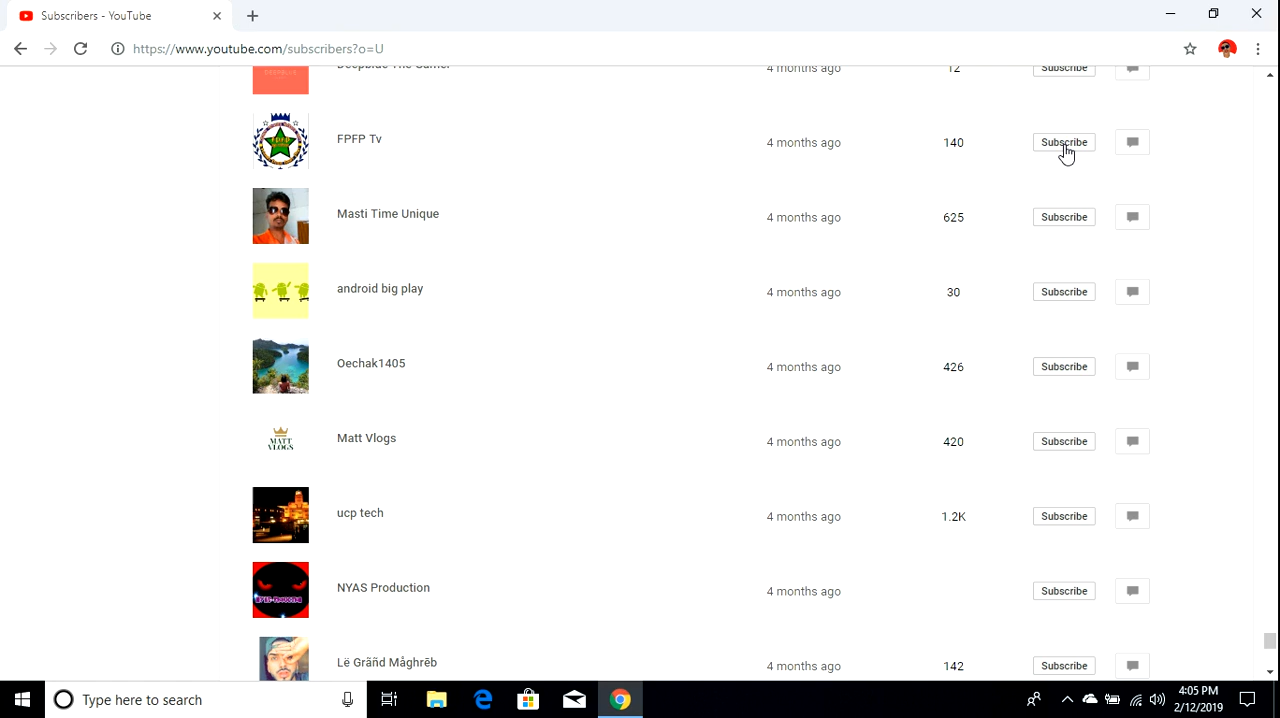 Subscribers - YouTube
https://www.youtube.com/subscribers?o=U
Deepblue The Gamer 4 months ago 12 Subscribe
FPFP Tv 4 months ago 140 Subscribe
Masti Time Unique 4 months ago 625 Subscribe
android big play 4 months ago 30 Subscribe
Oechak1405 4 months ago 426 Subscribe
MATT VLOGS Matt Vlogs 4 months ago 420 Subscribe
ucp tech 4 months ago 1.2K Subscribe
NYAS Production 4 months ago Subscribe
Lë Grãñd Måghrēb 4 months ago 142 Subscribe
Type here to search
4:05 PM
2/12/2019